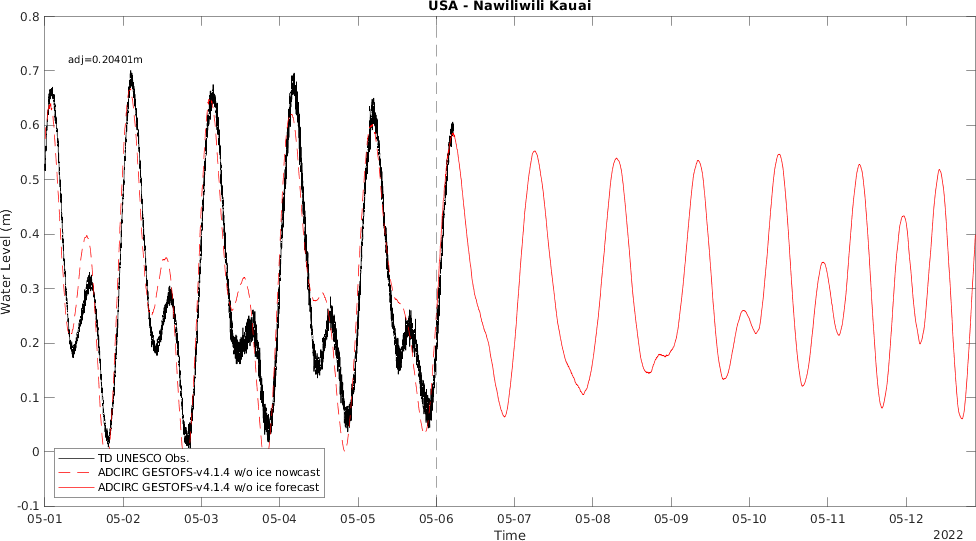 USA - Nawiliwili Kauai
adj=0.20401m
Water Level (m)
0.8
0.7
0.6
0.5
0.4
0.3
0.2
0.1
0
-0.1
TD UNESCO Obs.
ADCIRC GESTOFS-v4.1.4 w/o ice nowcast
ADCIRC GESTOFS-v4.1.4 w/o ice forecast
05-01 05-02 05-03 05-04 05-05 05-06 05-07 05-08 05-09 05-10 05-11 05-12
Time
2022